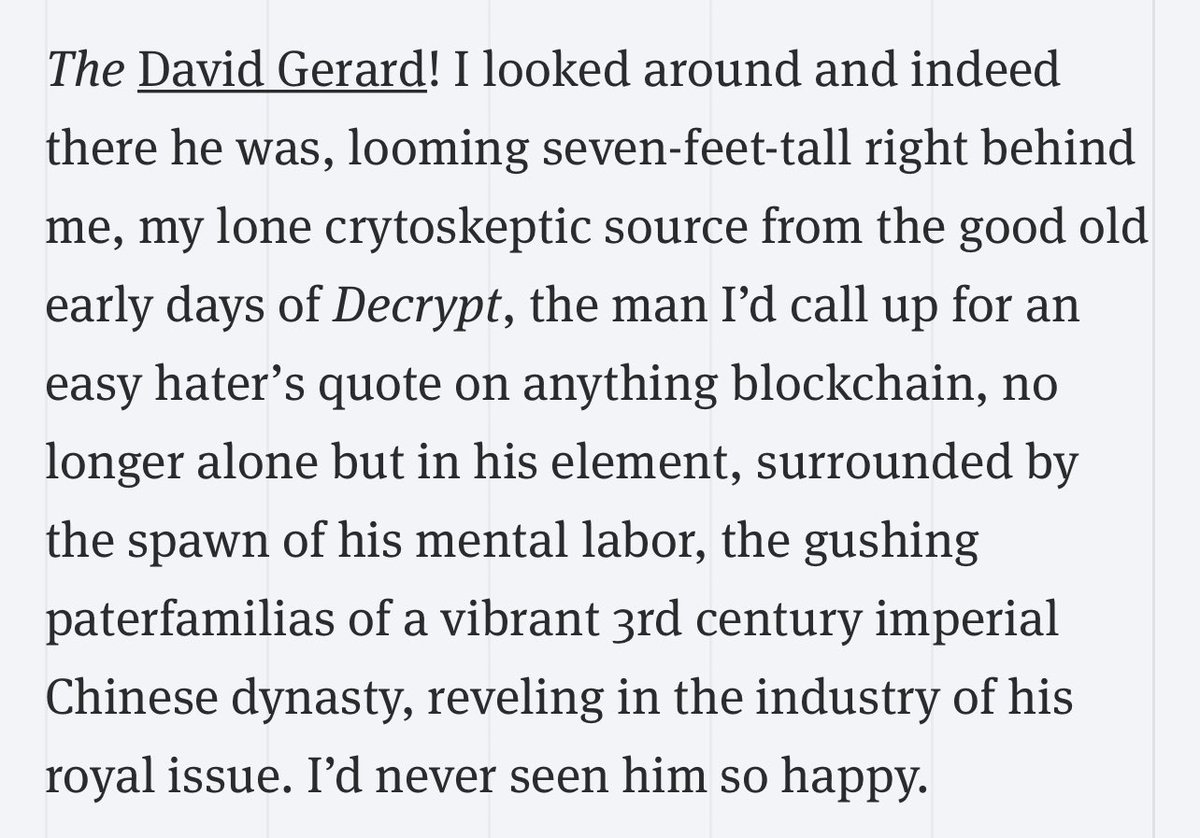 The David Gerard! I looked around and indeed
there he was, looming seven-feet-tall right behind
me, my lone crytoskeptic source from the good old
early days of Decrypt, the man I’d call up for an
easy hater’s quote on anything blockchain, no
longer alone but in his element, surrounded by
the spawn of his mental labor, the gushing
paterfamilias of a vibrant 3rd century imperial
Chinese dynasty, reveling in the industry of his
royal issue. I’d never seen him so happy.